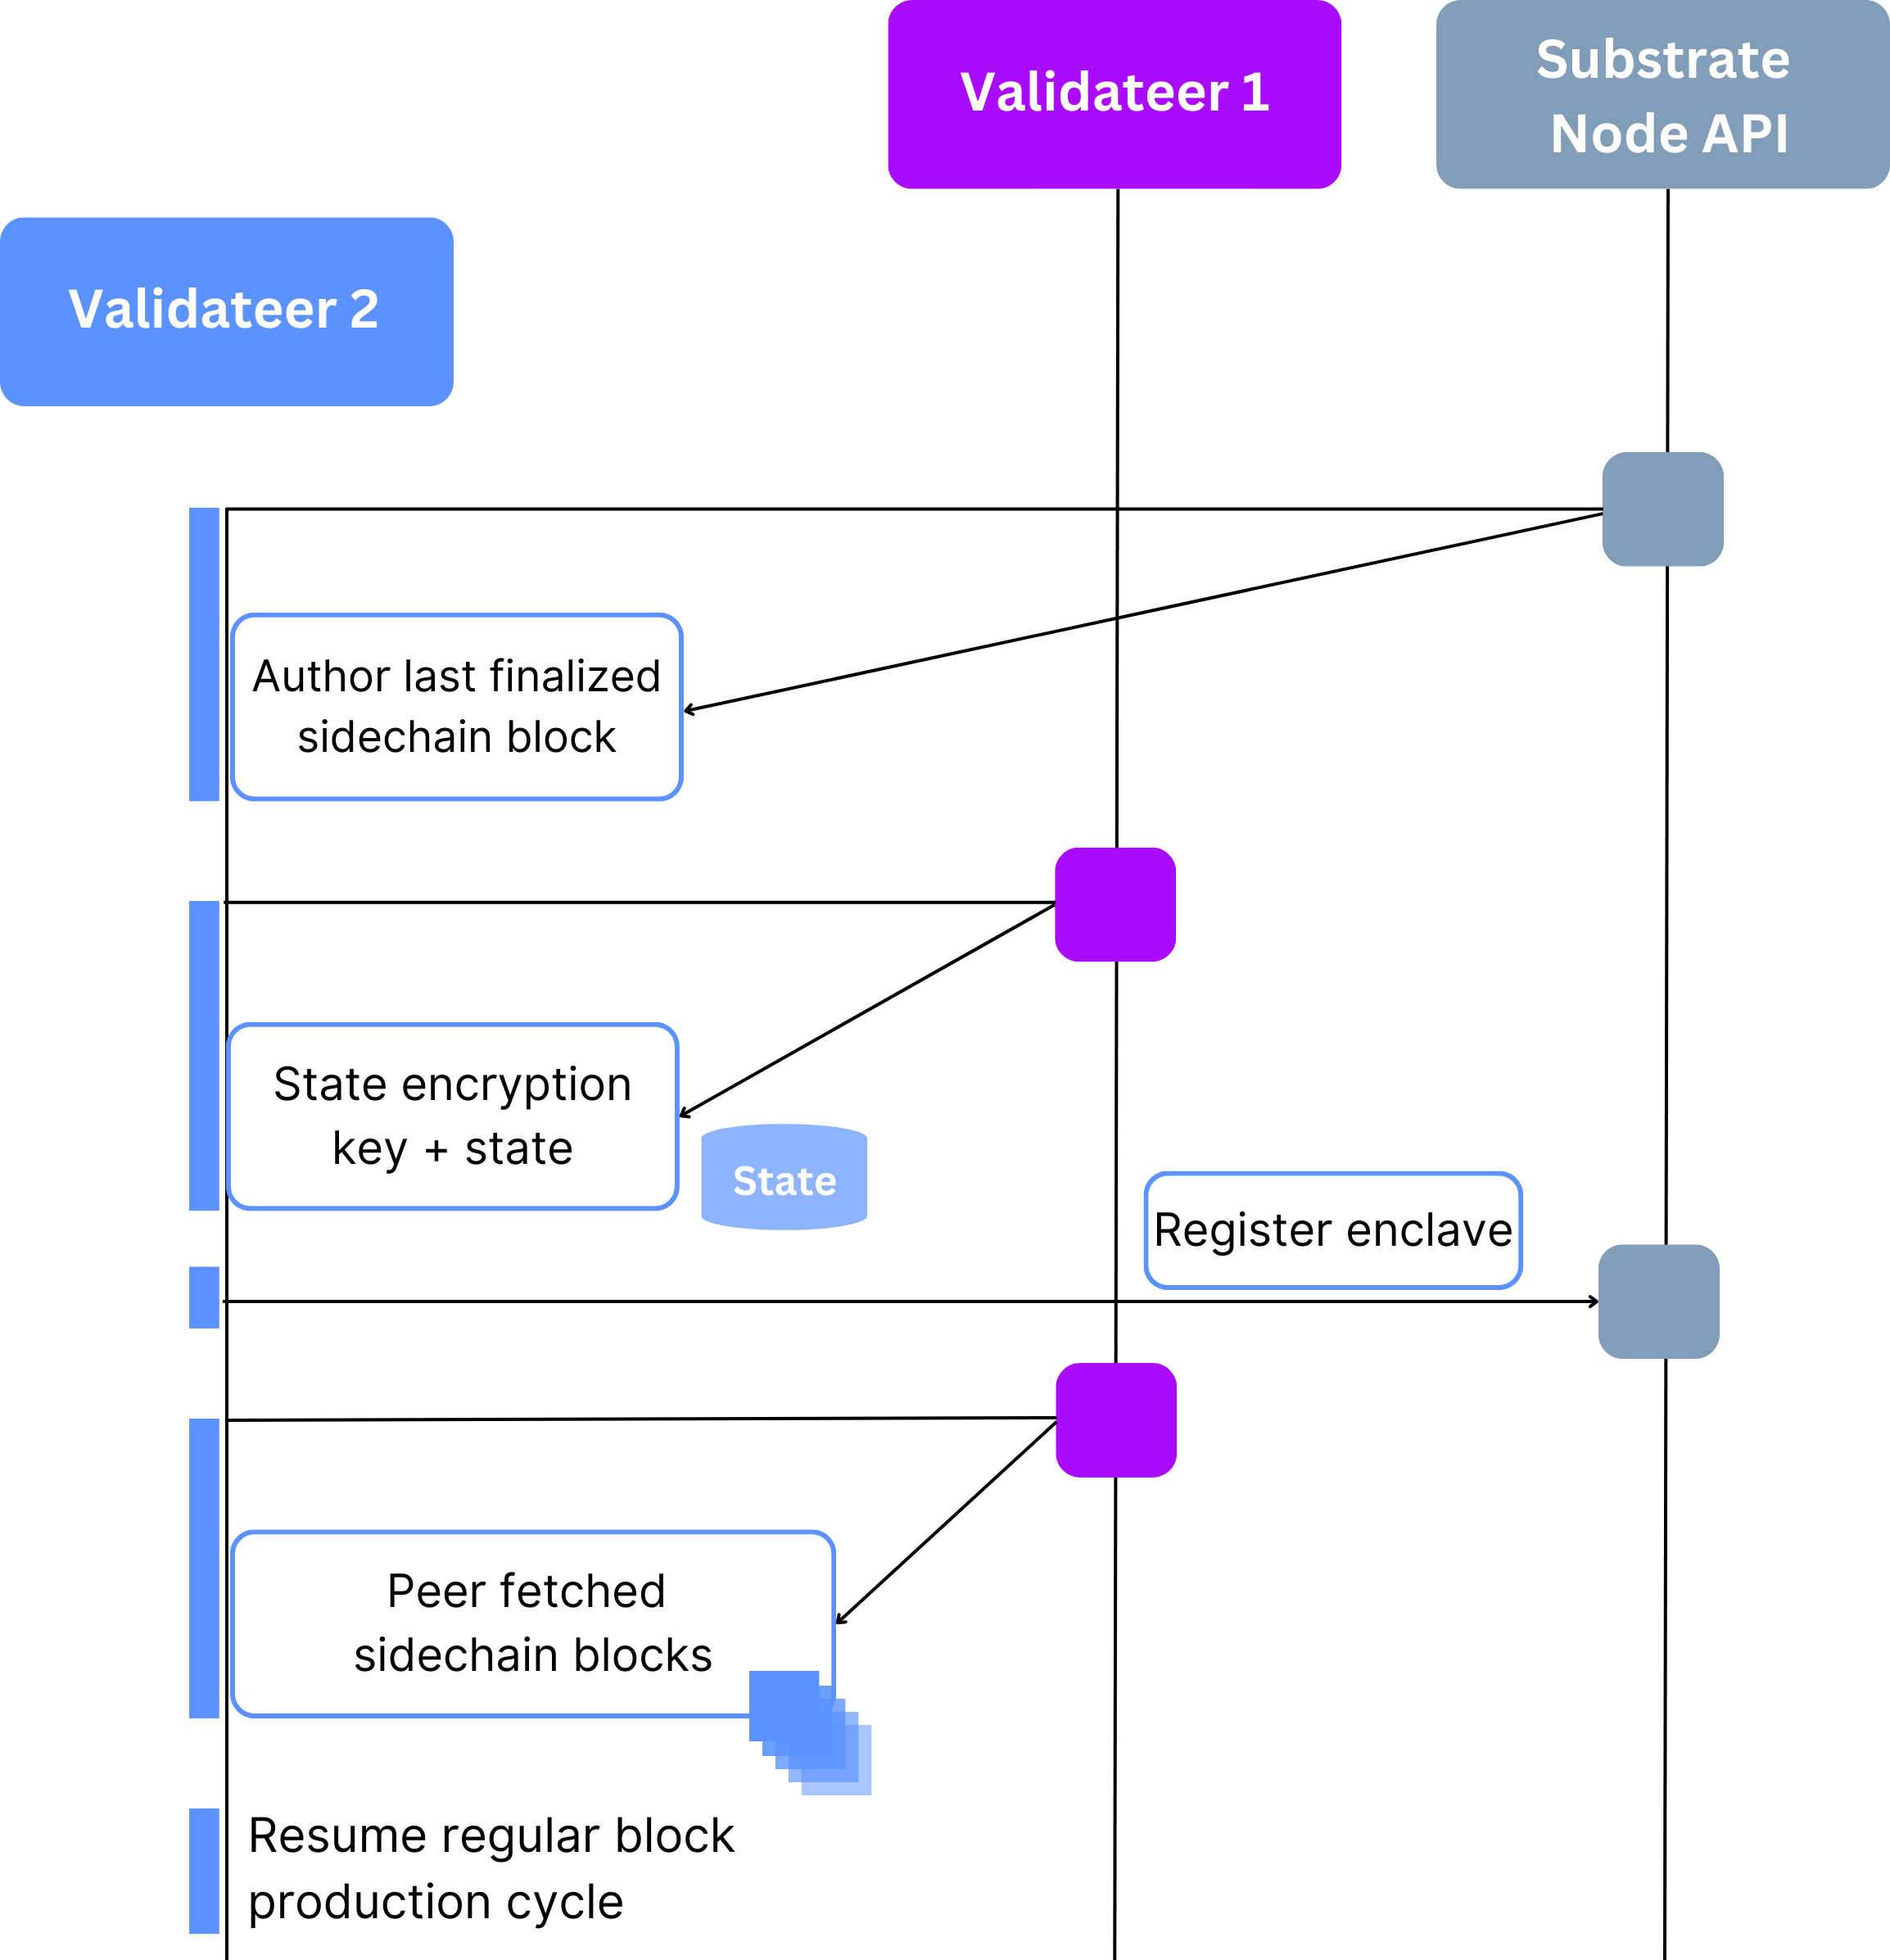 Substrate
Node API
Validateer 1
Validateer 2
Author last finalized
sidechain block
State encryption
key + state
State
Register enclave
Peer fetched
sidechain blocks
Resume regular block
production cycle